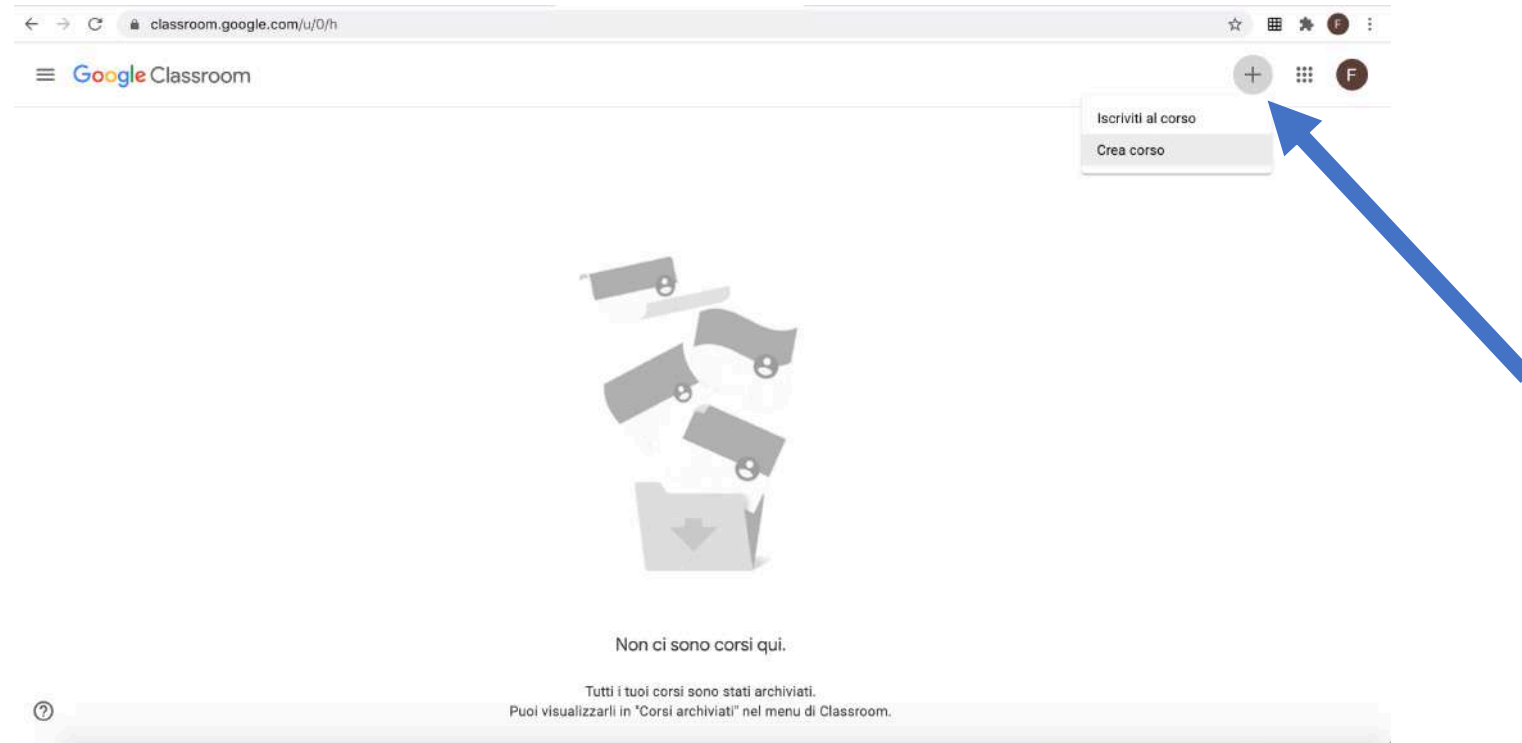 classroom.google.com/u/0/h
F
Google Classroom
F
Iscriviti al corso
Crea corso
Non ci sono corsi qui.
Tutti i tuoi corsi sono stati archiviati.
Puoi visualizzarli in "Corsi archiviati" nel menu di Classroom.